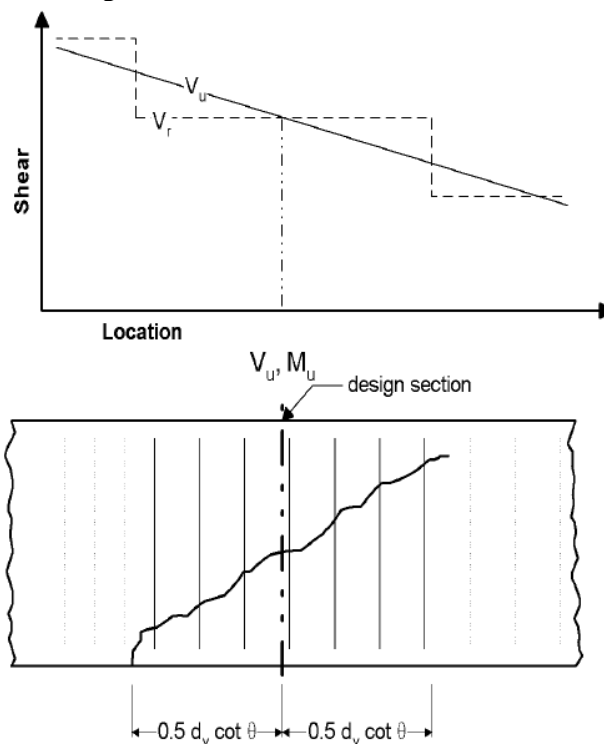 V_u
V_r
Shear
Location
V_u, M_u
design section
0.5 d_v cot θ
0.5 d_v cot θ